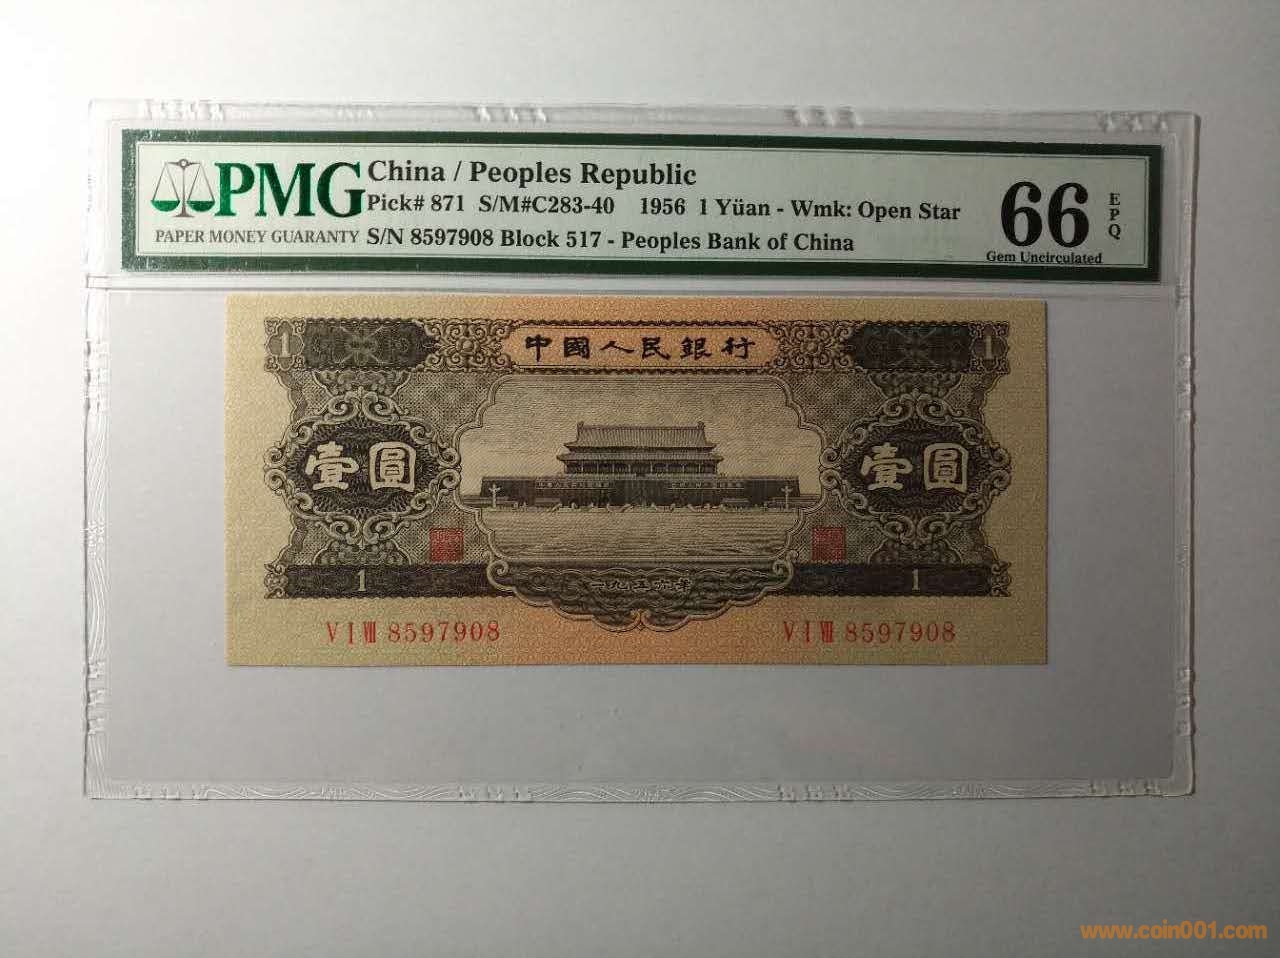 PMG
PAPER MONEY GUARANTY
China / Peoples Republic
Pick# 871 S/M#C283-40 1956 1 Yüan - Wmk: Open Star
S/N 8597908 Block 517 - Peoples Bank of China
66 EPQ
Gem Uncirculated
1 中國人民銀行 1
壹圓 壹圓
1 一九五六年 1
V I VIII 8597908 V I VIII 8597908
www.coin001.com